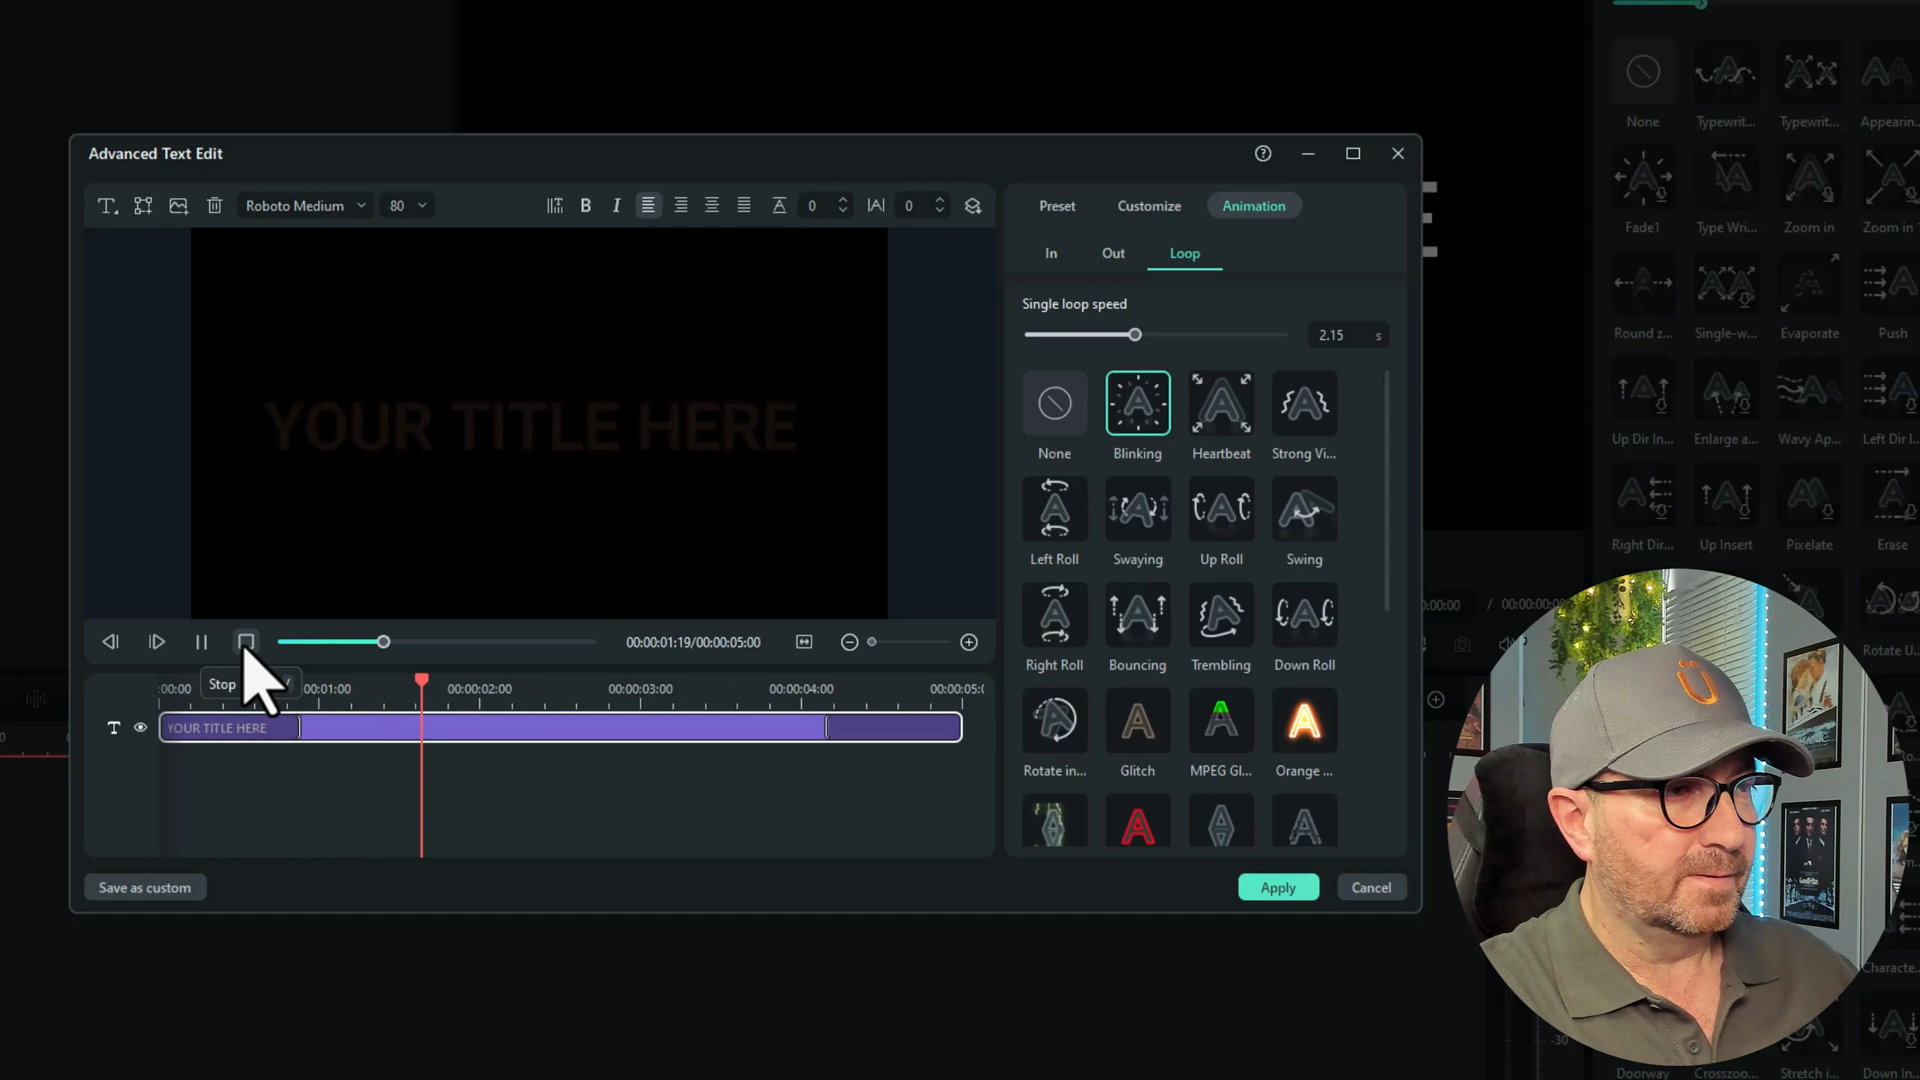 None
Typewrit...
Typewrit...
Appearin...
Advanced Text Edit
Roboto Medium
80
B
I
0
0
Preset
Customize
Animation
Fade1
Type Wri...
Zoom in
Zoom in
In
Out
Loop
Single loop speed
2.15
s
Round z...
Single-w...
Evaporate
Push
YOUR TITLE HERE
None
Blinking
Heartbeat
Strong Vi...
Up Dir In...
Enlarge a...
Wavy Ap...
Left Dir I...
Left Roll
Swaying
Up Roll
Swing
Right Dir...
Up Insert
Pixelate
Erase
00:00:01:19/00:00:05:00
Right Roll
Bouncing
Trembling
Down Roll
Rotate U...
Stop
:00:00
00:01:00
00:00:02:00
00:00:03:00
00:00:04:00
00:00:05:0
T
YOUR TITLE HERE
Rotate in...
Glitch
MPEG Gl...
Orange ...
Save as custom
Apply
Cancel
Characte...
-30
Doorway
Crosszoo...
Stretch i...
Down In...